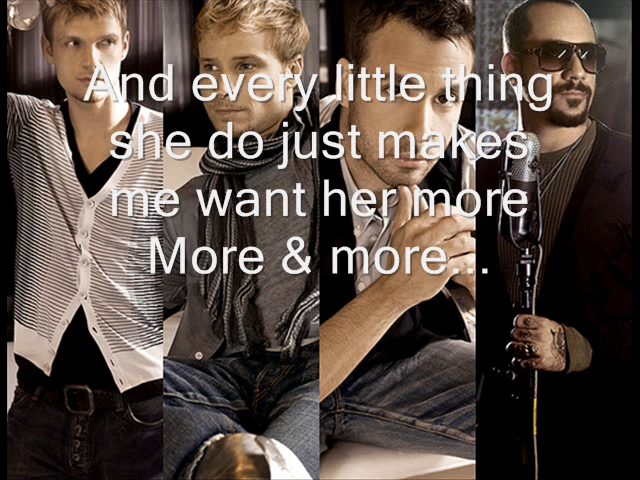 And every little thing
she do just makes
me want her more
More & more...